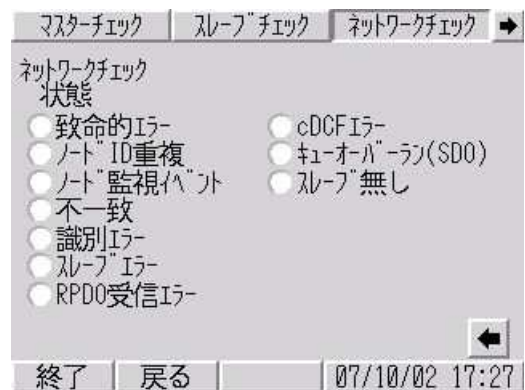 マスターチェック スレーブチェック ネットワークチェック
ネットワークチェック
状態
致命的エラー
ノードID重複
ノード監視イベント
不一致
識別エラー
スレーブエラー
RPDO受信エラー
cDCFエラー
キューオーバーラン(SDO)
スレーブ無し
終了 戻る 07/10/02 17:27